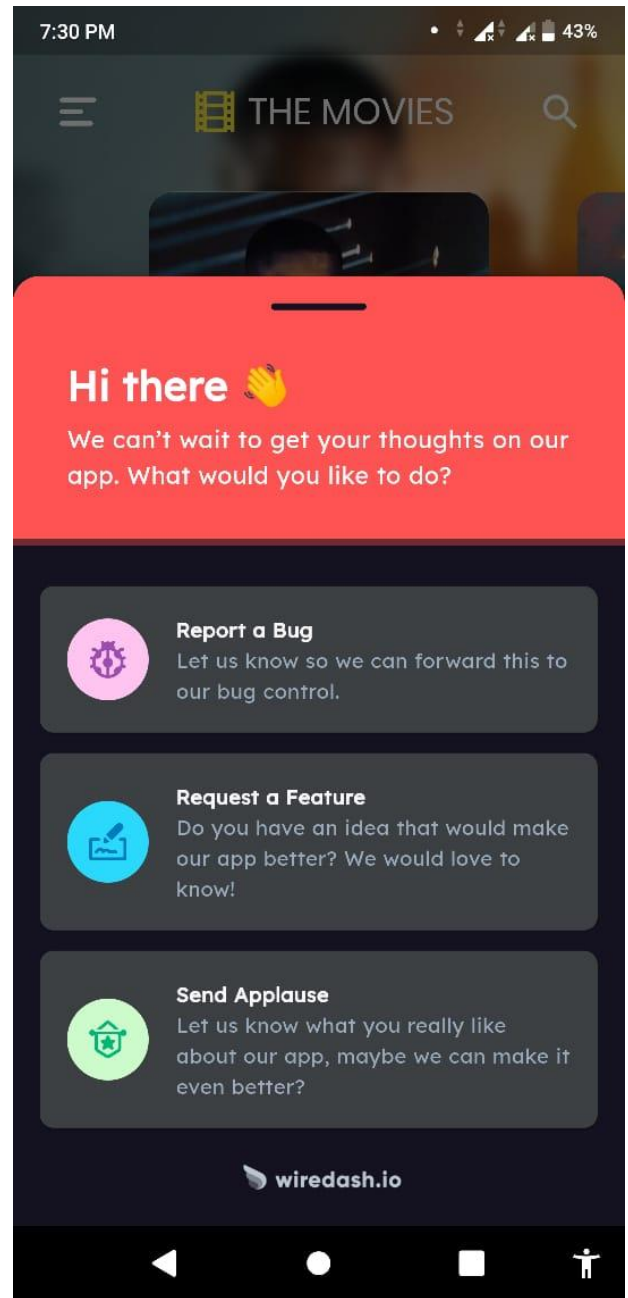 7:30 PM
43%
THE MOVIES
Hi there 👋
We can't wait to get your thoughts on our
app. What would you like to do?
Report a Bug
Let us know so we can forward this to
our bug control.
Request a Feature
Do you have an idea that would make
our app better? We would love to
know!
Send Applause
Let us know what you really like
about our app, maybe we can make it
even better?
wiredash.io